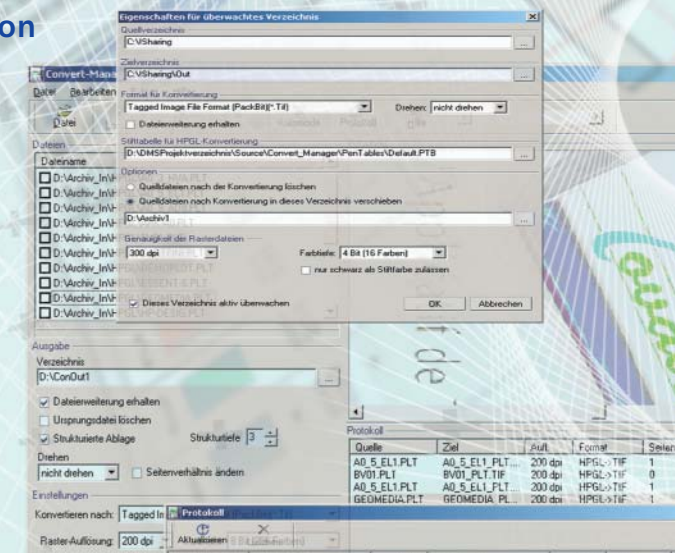 on
Eigenschaften für überwachtes Verzeichnis
Quellverzeichnis
C:\ISharing
...
Zielverzeichnis
C:\ISharing\Out
...
Format für Konvertierung
Tagged Image File Format (PackBit)(*.Tif)
Drehen:
nicht drehen
Dateierweiterung erhalten
Stifttabelle für HPGL-Konvertierung
D:\DMSProjektverzeichnis\Source\Convert_Manager\PenTables\Default.PTB
...
Optionen
Quelldateien nach der Konvertierung löschen
Quelldateien nach Konvertierung in dieses Verzeichnis verschieben
D:\Archiv1
...
Genauigkeit der Rasterdateien
300 dpi
Farbtiefe:
4 Bit (16 Farben)
nur schwarz als Stiftfarbe zulassen
Dieses Verzeichnis aktiv überwachen
OK
Abbrechen
Convert-Mana
Datei Bearbeiten
Datei
Dateien
Dateiname
D:\Archiv_In\H
D:\Archiv_In\H
D:\Archiv_In\H
D:\Archiv_In\H
D:\Archiv_In\H
D:\Archiv_In\H
D:\Archiv_In\H
D:\Archiv_In\H
D:\Archiv_In\H
D:\Archiv_In\H
Ausgabe
Verzeichnis
D:\ConOut1
...
Dateierweiterung erhalten
Ursprungsdatei löschen
Strukturierte Ablage
Strukturtiefe
3
Drehen
nicht drehen
Seitenverhältnis ändern
Einstellungen
Konvertieren nach:
Tagged In
Raster-Auflösung:
200 dpi
Protokoll
Quelle Ziel Aufl. Format Seiten
A0_5_EL1.PLT A0_5_EL1_PLT.... 200 dpi HPGL->TIF 1
BV01.PLT BV01_PLT.TIF 200 dpi HPGL->TIF 0
A0_5_EL1.PLT A0_5_EL1_PLT.... 200 dpi HPGL->TIF 1
GEOMEDIA.PLT GEOMEDIA_PL... 200 dpi HPGL->TIF 1
Protokoll
Aktualisieren